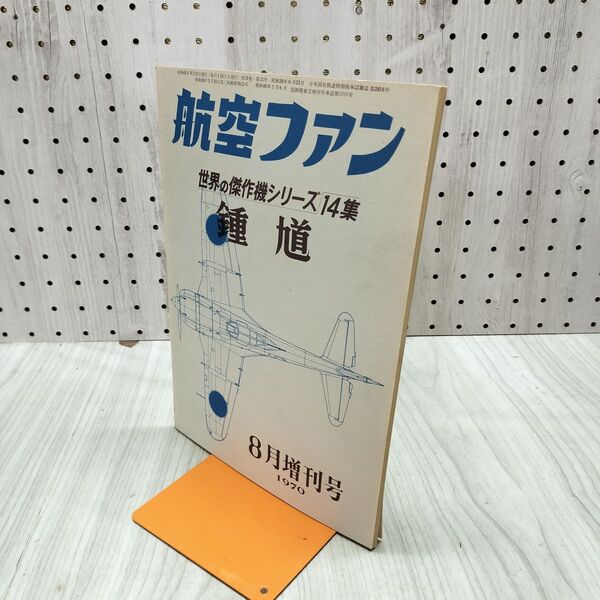 航空ファン
世界の傑作機シリーズ14集
鍾馗
8月増刊号
1970